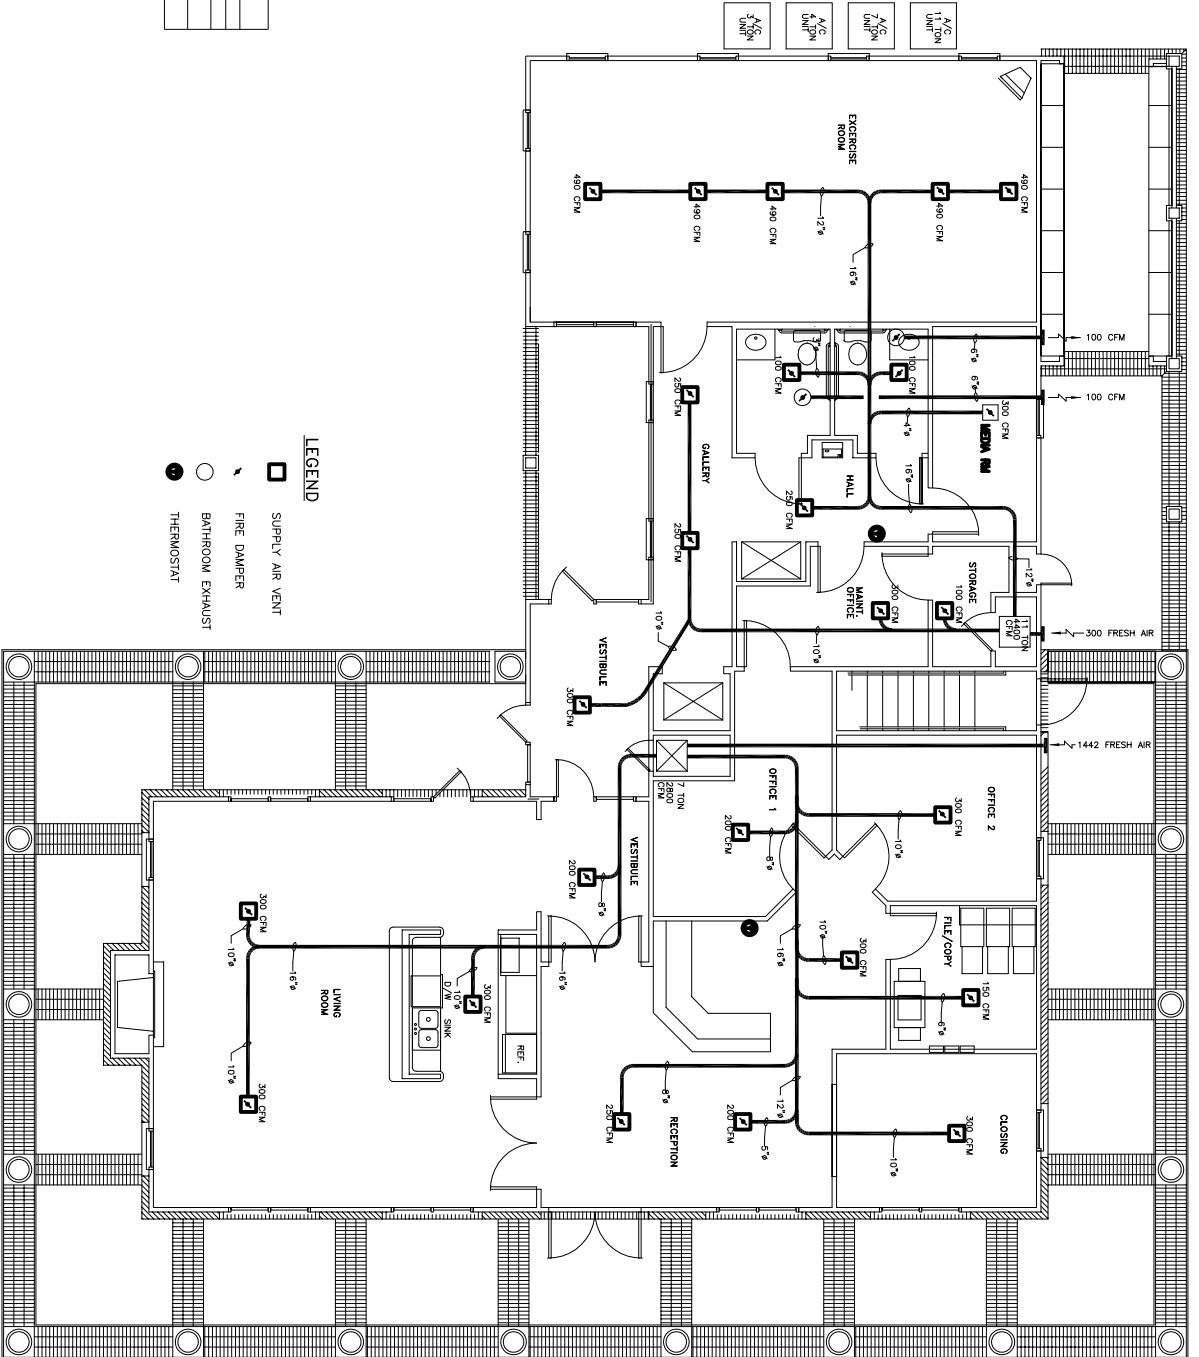 A/C
3 TON
UNIT
A/C
4 TON
UNIT
A/C
7 TON
UNIT
A/C
11 TON
UNIT
EXCERCISE
ROOM
490 CFM
490 CFM
490 CFM
490 CFM
490 CFM
12"ø
16"ø
100 CFM
6"ø
100 CFM
6"ø
3"ø
100 CFM
100 CFM
300 CFM
MEDIA RM
4"ø
16"ø
250 CFM
GALLERY
HALL
250 CFM
250 CFM
12"ø
STORAGE
100 CFM
MAINT.
OFFICE
300 CFM
11 TON
4400
CFM
300 FRESH AIR
10"ø
10"ø
VESTIBULE
300 CFM
1442 FRESH AIR
7 TON
2800
CFM
OFFICE 1
200 CFM
8"ø
OFFICE 2
300 CFM
10"ø
VESTIBULE
200 CFM
8"ø
FILE/COPY
150 CFM
6"ø
300 CFM
10"ø
16"ø
16"ø
300 CFM
10"ø
16"ø
LIVING
ROOM
300 CFM
10"ø
300 CFM
10"ø
D/W
SINK
REF.
8"ø
250 CFM
RECEPTION
200 CFM
5"ø
12"ø
CLOSING
300 CFM
10"ø
LEGEND
SUPPLY AIR VENT
FIRE DAMPER
BATHROOM EXHAUST
THERMOSTAT